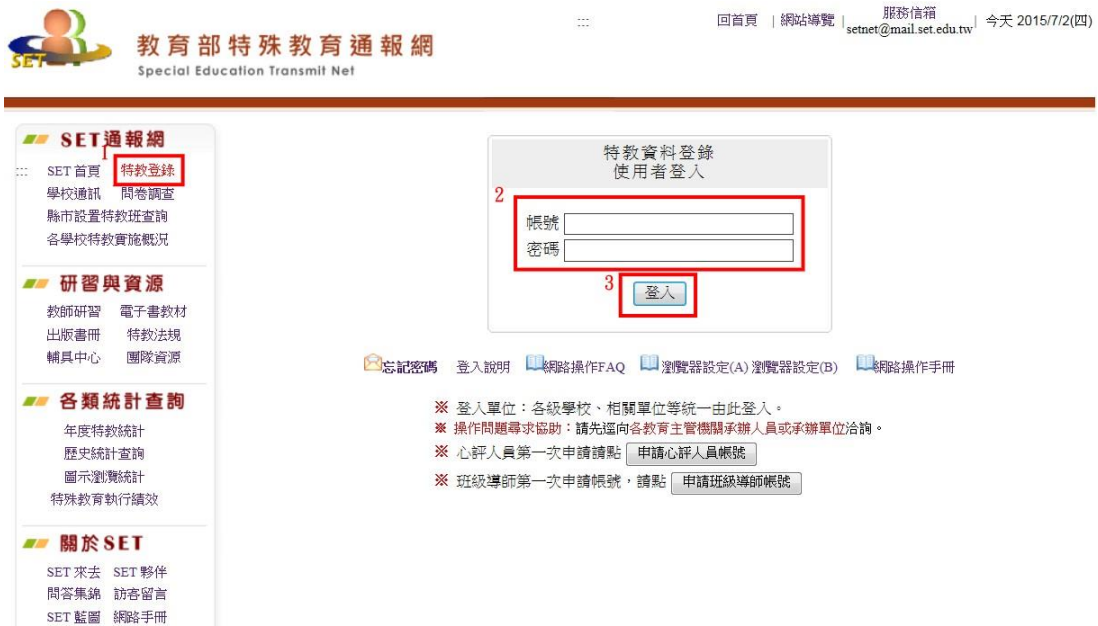 SET
教育部特殊教育通報網
Special Education Transmit Net
:::
回首頁 | 網站導覽 | 服務信箱 setnet@mail.set.edu.tw | 今天 2015/7/2(四)
SET通報網
1
::: SET 首頁 特教登錄
學校通訊 問卷調查
縣市設置特教班查詢
各學校特教實施概況
研習與資源
教師研習 電子書教材
出版書冊 特教法規
輔具中心 團隊資源
各類統計查詢
年度特教統計
歷史統計查詢
圖示瀏覽統計
特殊教育執行績效
關於SET
SET 來去 SET 夥伴
問答集錦 訪客留言
SET 藍圖 網路手冊
特教資料登錄
使用者登入
2
帳號
密碼
3
登入
忘記密碼 登入說明 網路操作FAQ 瀏覽器設定(A) 瀏覽器設定(B) 網路操作手冊
※ 登入單位：各級學校、相關單位等統一由此登入。
※ 操作問題尋求協助：請先逕向各教育主管機關承辦人員或承辦單位洽詢。
※ 心評人員第一次申請請點 申請心評人員帳號
※ 班級導師第一次申請帳號，請點 申請班級導師帳號